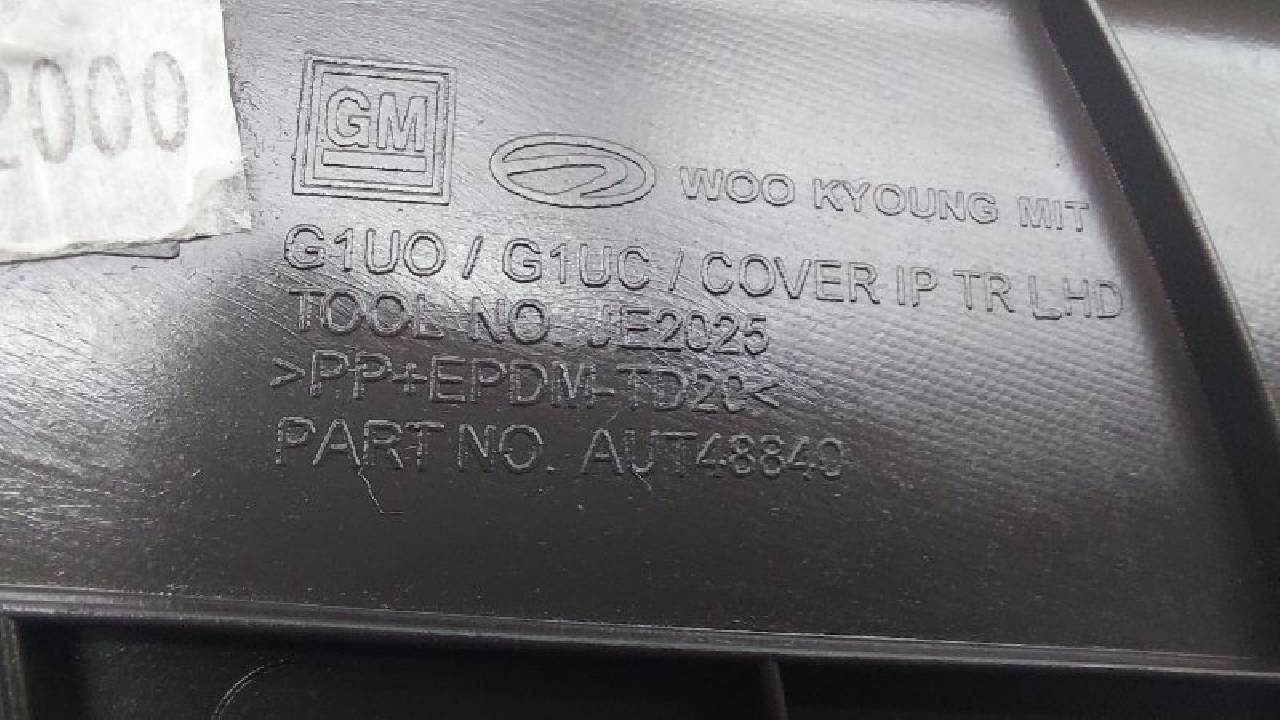 2000
GM
WOO KYOUNG MIT
G1UO / G1UC / COVER IP TR LHD
TOOL NO. JE2025
>PP+EPDM-TD20<
PART NO. AUT48840